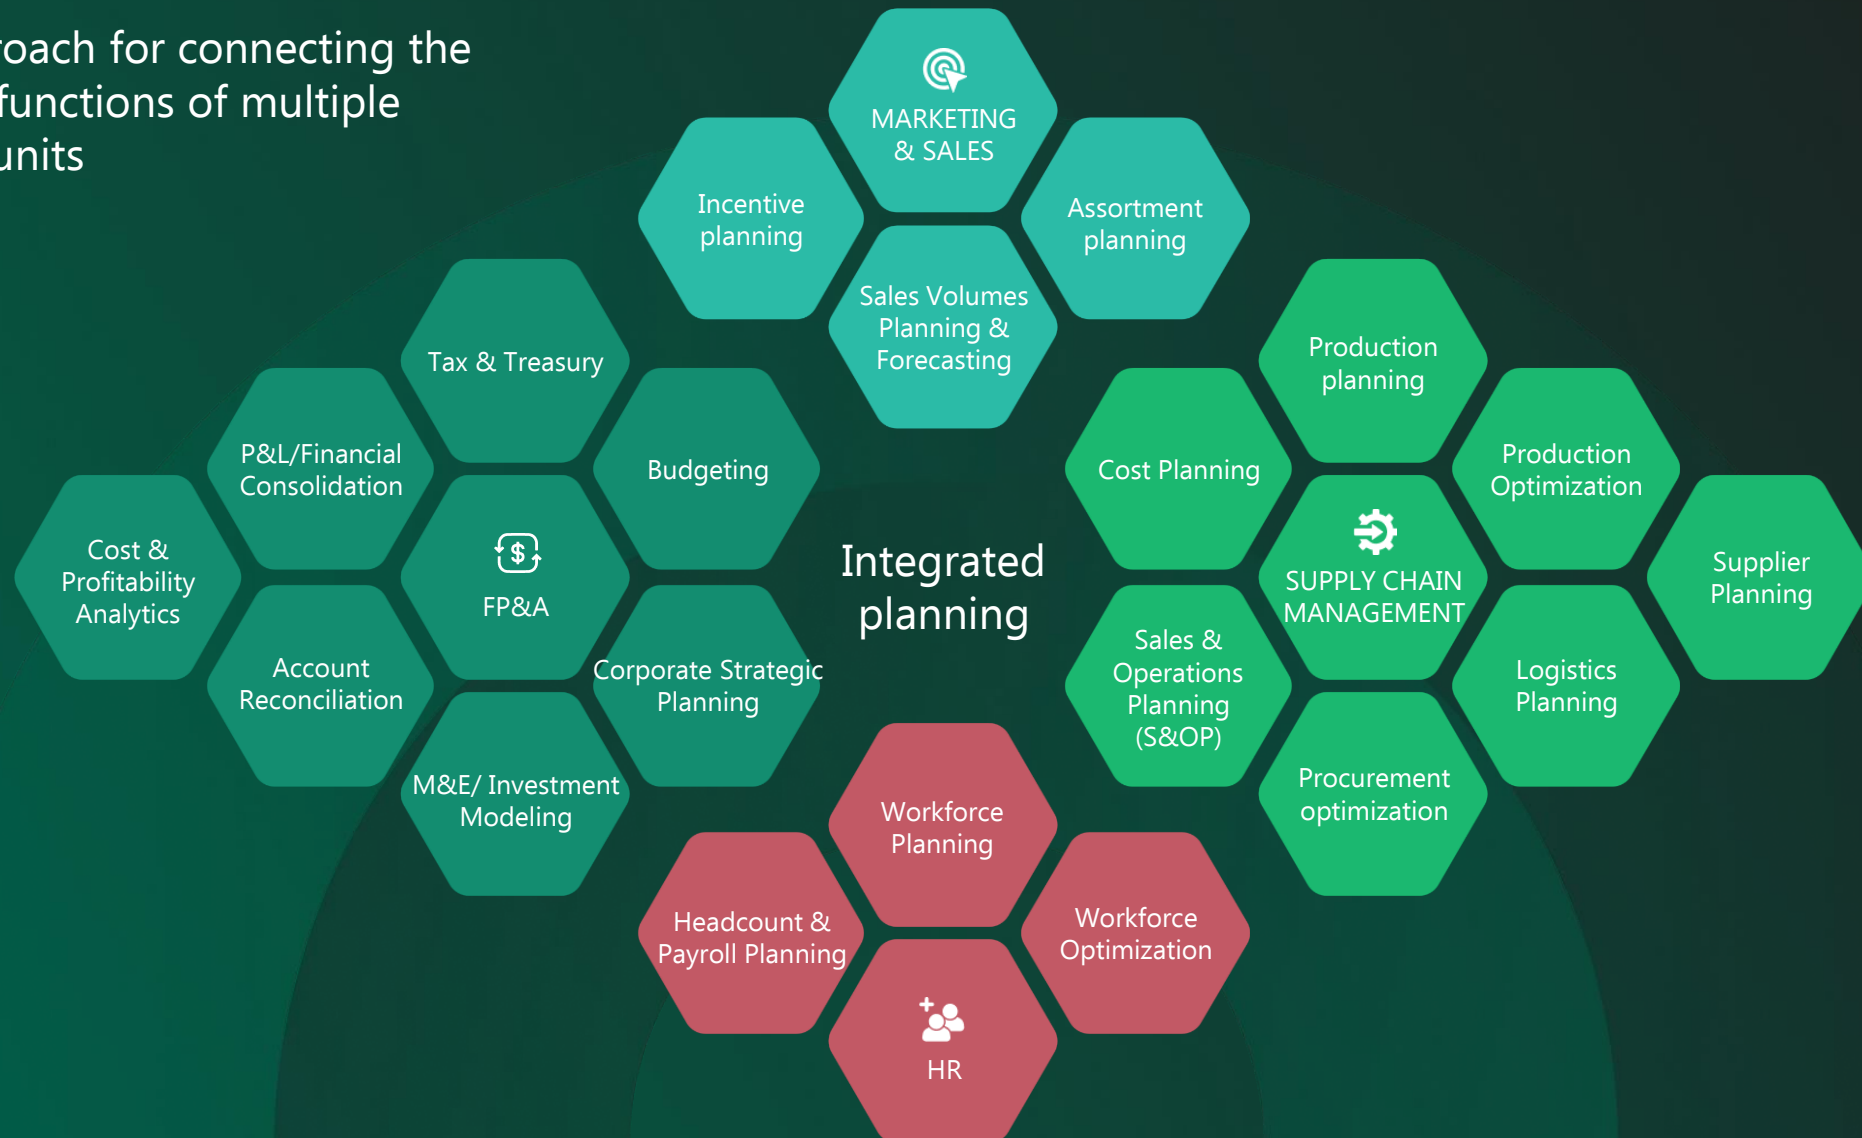 roach for connecting the
functions of multiple
units
MARKETING
& SALES
Incentive
planning
Assortment
planning
Sales Volumes
Planning &
Forecasting
Tax & Treasury
P&L/Financial
Consolidation
Budgeting
Cost &
Profitability
Analytics
FP&A
Account
Reconciliation
Corporate Strategic
Planning
M&E/ Investment
Modeling
Integrated
planning
Production
planning
Cost Planning
Production
Optimization
SUPPLY CHAIN
MANAGEMENT
Supplier
Planning
Sales &
Operations
Planning
(S&OP)
Logistics
Planning
Procurement
optimization
Workforce
Planning
Headcount &
Payroll Planning
Workforce
Optimization
HR